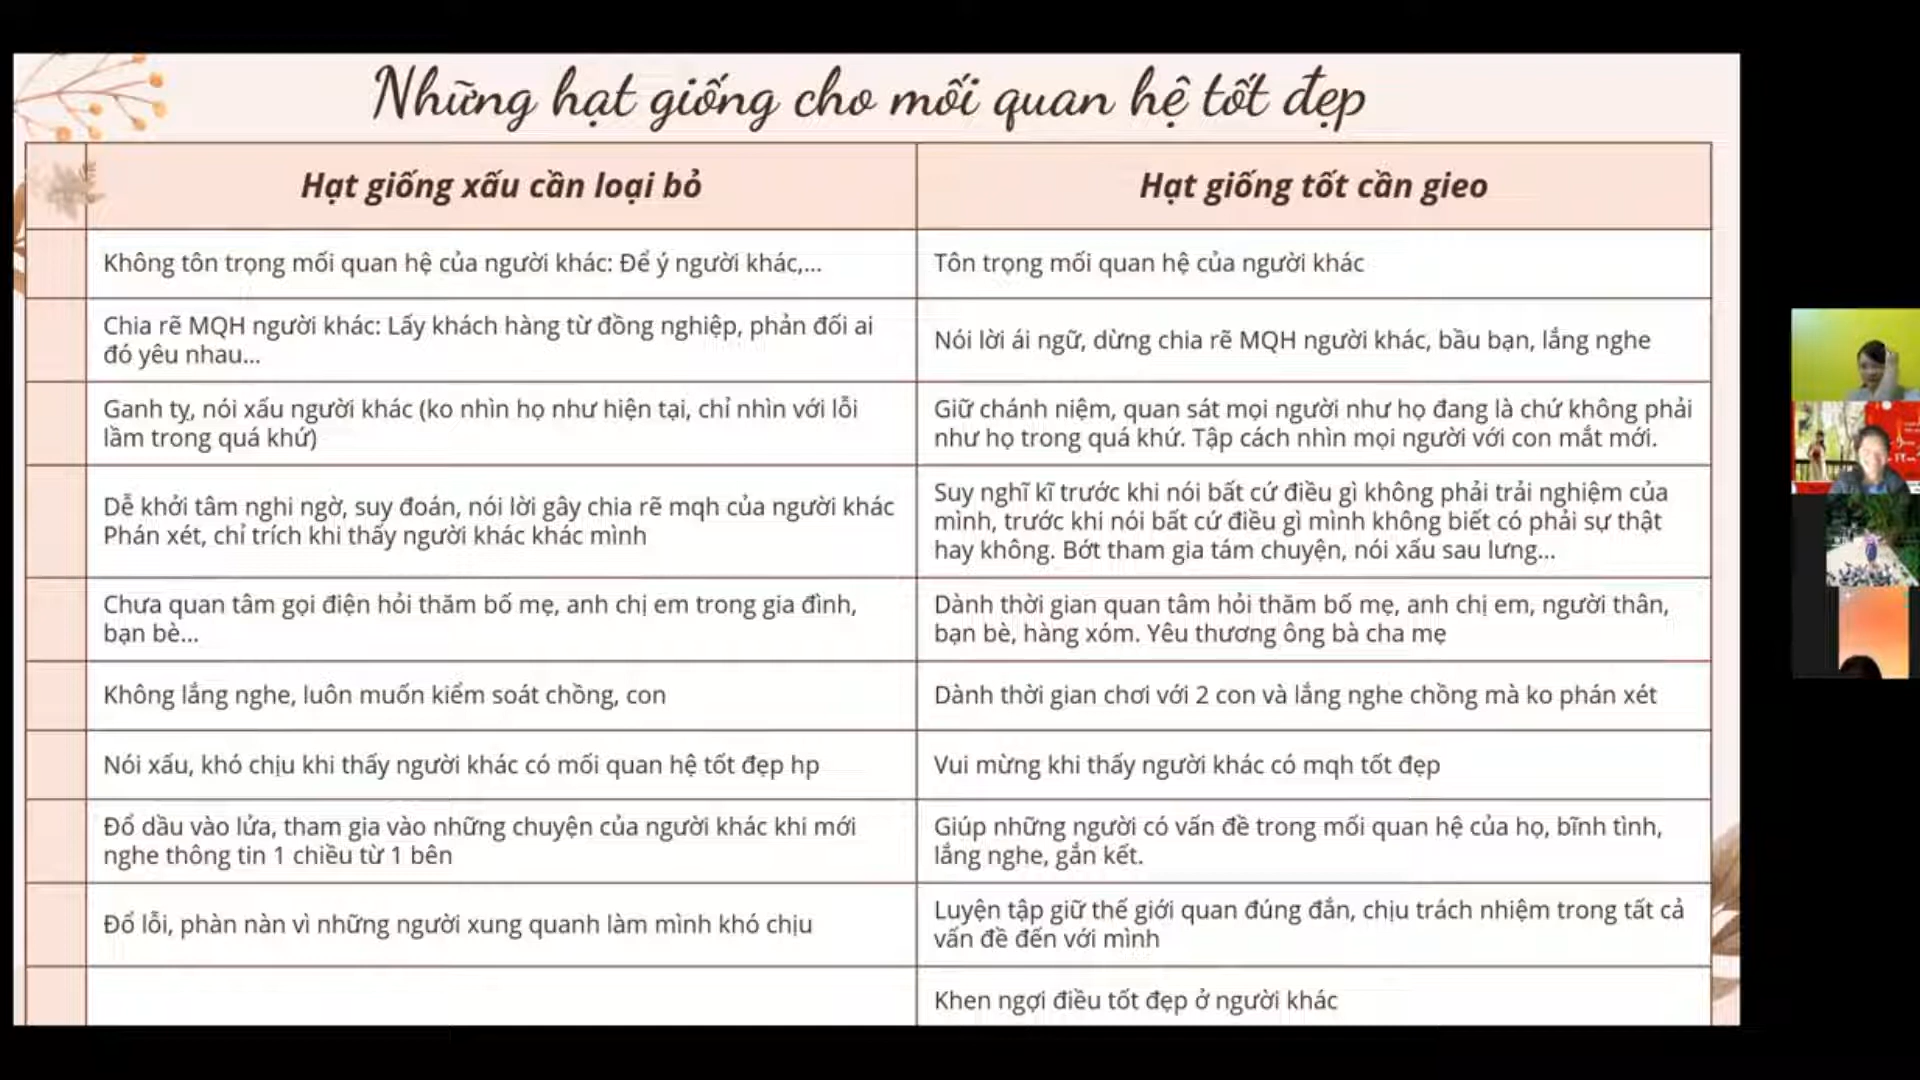 Những hạt giống cho mối quan hệ tốt đẹp
Hạt giống xấu cần loại bỏ
Hạt giống tốt cần gieo
Không tôn trọng mối quan hệ của người khác: Để ý người khác,...
Tôn trọng mối quan hệ của người khác
Chia rẽ MQH người khác: Lấy khách hàng từ đồng nghiệp, phản đối ai
đó yêu nhau...
Nói lời ái ngữ, dừng chia rẽ MQH người khác, bầu bạn, lắng nghe
Ganh tỵ, nói xấu người khác (ko nhìn họ như hiện tại, chỉ nhìn với lỗi
lầm trong quá khứ)
Giữ chánh niệm, quan sát mọi người như họ đang là chứ không phải
như họ trong quá khứ. Tập cách nhìn mọi người với con mắt mới.
Dễ khởi tâm nghi ngờ, suy đoán, nói lời gây chia rẽ mqh của người khác
Phán xét, chỉ trích khi thấy người khác khác mình
Suy nghĩ kĩ trước khi nói bất cứ điều gì không phải trải nghiệm của
mình, trước khi nói bất cứ điều gì mình không biết có phải sự thật
hay không. Bớt tham gia tám chuyện, nói xấu sau lưng...
Chưa quan tâm gọi điện hỏi thăm bố mẹ, anh chị em trong gia đình,
bạn bè...
Dành thời gian quan tâm hỏi thăm bố mẹ, anh chị em, người thân,
bạn bè, hàng xóm. Yêu thương ông bà cha mẹ
Không lắng nghe, luôn muốn kiểm soát chồng, con
Dành thời gian chơi với 2 con và lắng nghe chồng mà ko phán xét
Nói xấu, khó chịu khi thấy người khác có mối quan hệ tốt đẹp hp
Vui mừng khi thấy người khác có mqh tốt đẹp
Đổ dầu vào lửa, tham gia vào những chuyện của người khác khi mới
nghe thông tin 1 chiều từ 1 bên
Giúp những người có vấn đề trong mối quan hệ của họ, bĩnh tình,
lắng nghe, gắn kết.
Đổ lỗi, phàn nàn vì những người xung quanh làm mình khó chịu
Luyện tập giữ thế giới quan đúng đắn, chịu trách nhiệm trong tất cả
vấn đề đến với mình
Khen ngợi điều tốt đẹp ở người khác